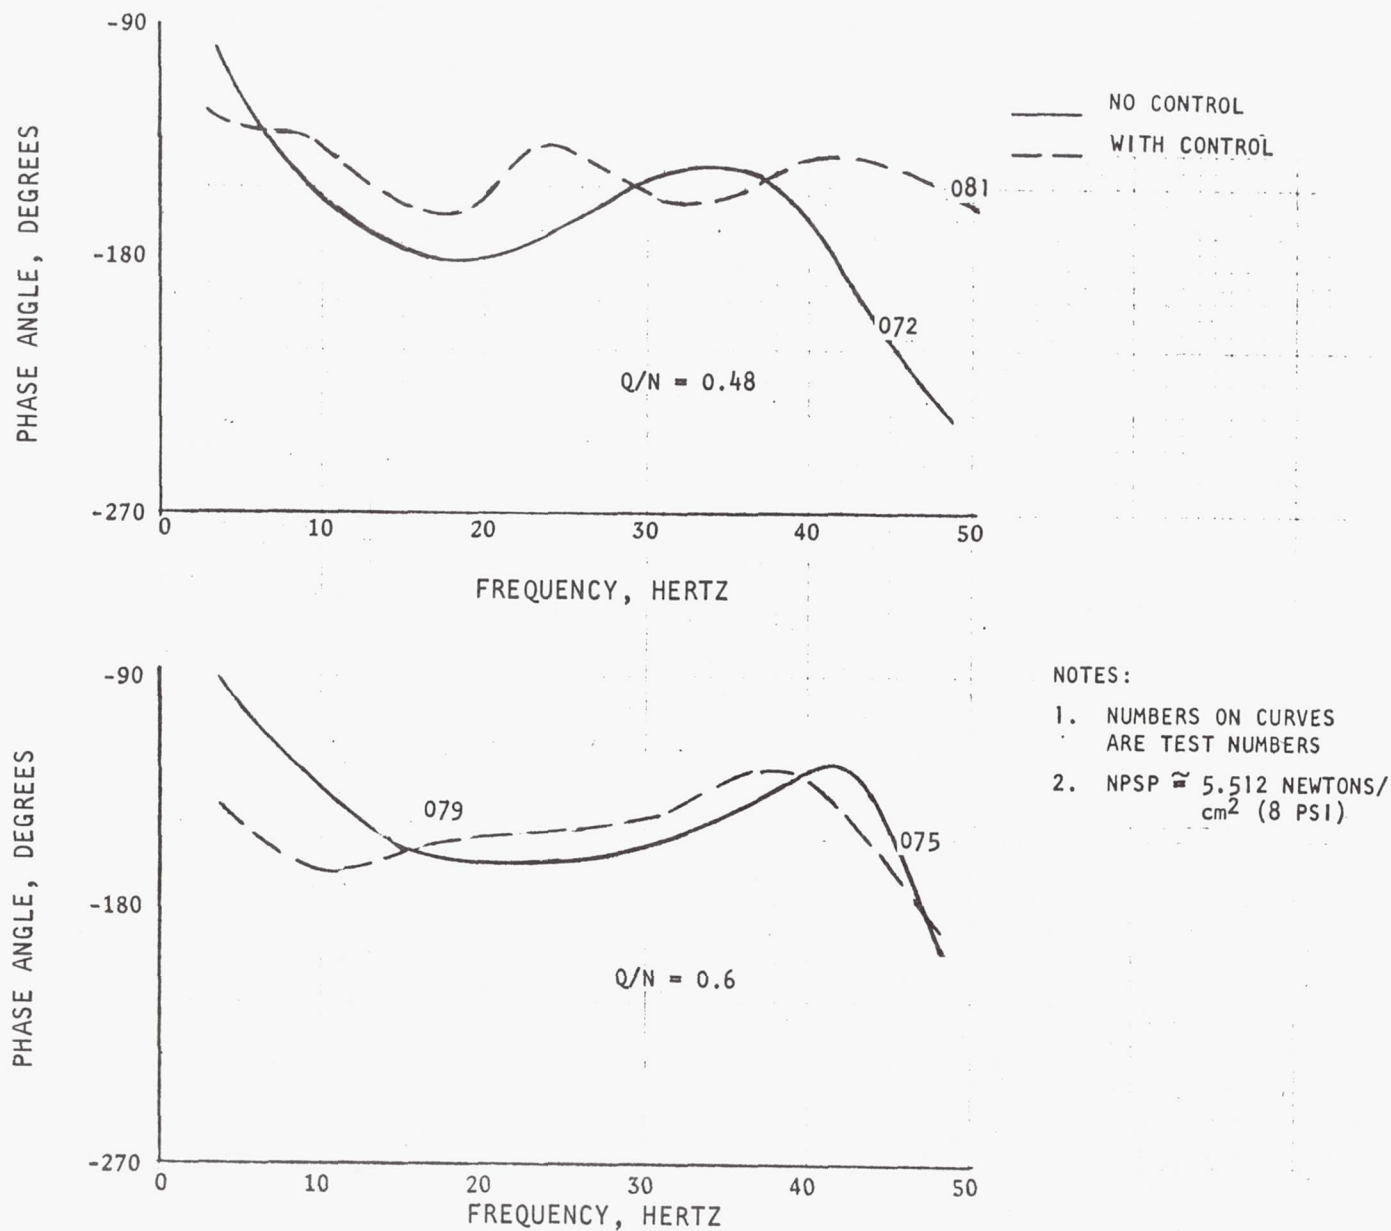 -90
PHASE ANGLE, DEGREES
-180
-270
0 10 20 30 40 50
FREQUENCY, HERTZ
081
072
Q/N = 0.48
NO CONTROL
WITH CONTROL
-90
PHASE ANGLE, DEGREES
-180
-270
0 10 20 30 40 50
FREQUENCY, HERTZ
079
075
Q/N = 0.6
NOTES:
1. NUMBERS ON CURVES
ARE TEST NUMBERS
2. NPSP ≅ 5.512 NEWTONS/
cm² (8 PSI)